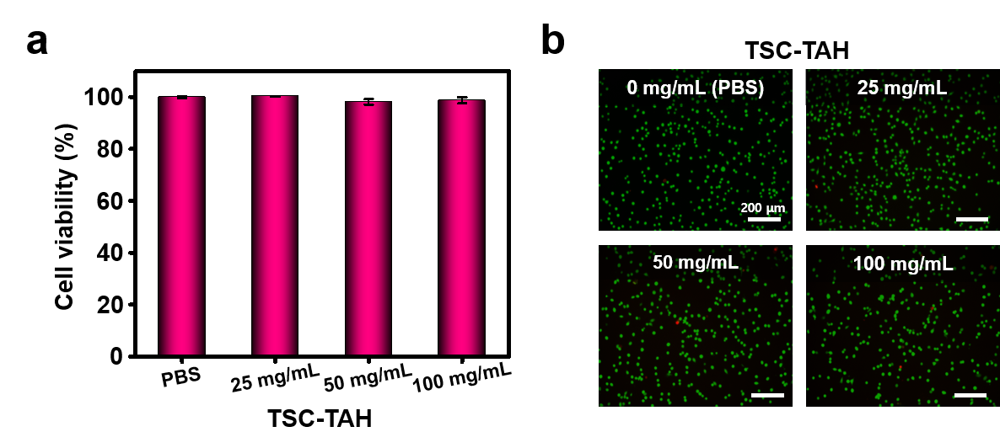 a
Cell viability (%)
100
80
60
40
20
0
PBS
25 mg/mL
50 mg/mL
100 mg/mL
TSC-TAH
b
TSC-TAH
0 mg/mL (PBS)
200 μm
25 mg/mL
50 mg/mL
100 mg/mL